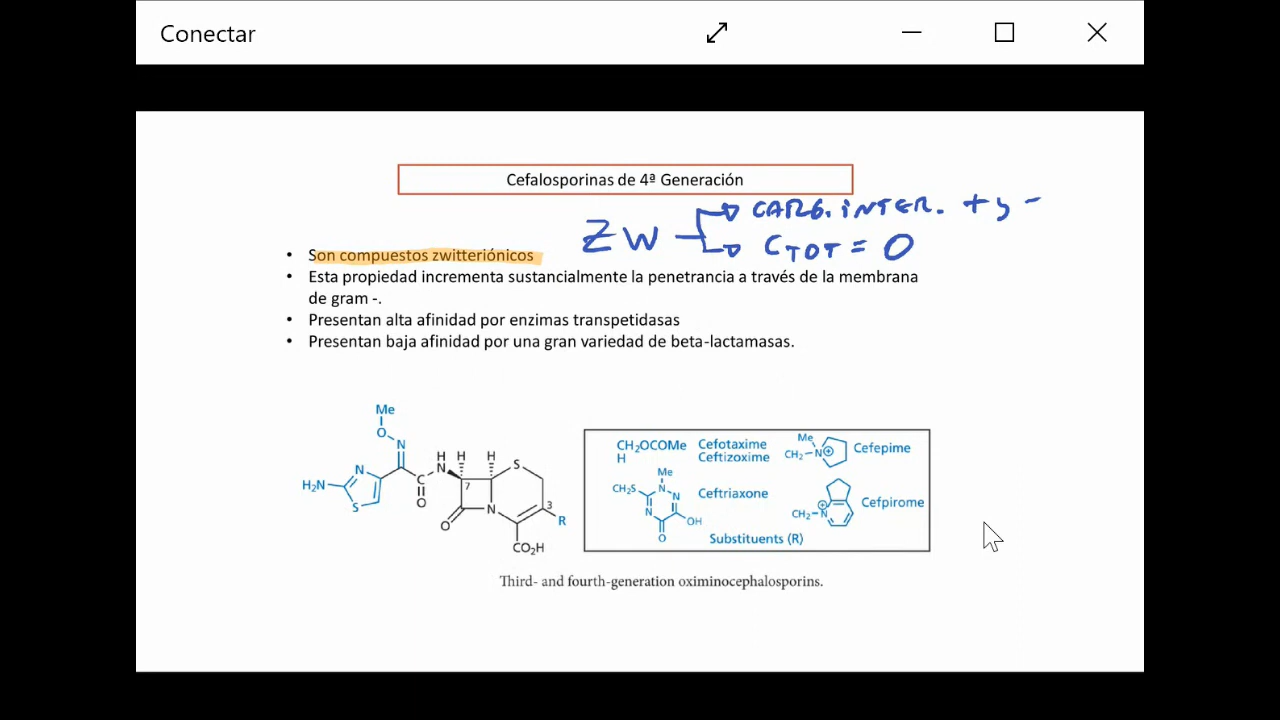 Conectar
Cefalosporinas de 4ª Generación
ZW
CARG. INTER. + y -
CTOT = 0
• Son compuestos zwitteriónicos
• Esta propiedad incrementa sustancialmente la penetrancia a través de la membrana
de gram -.
• Presentan alta afinidad por enzimas transpetidasas
• Presentan baja afinidad por una gran variedad de beta-lactamasas.
Me
O
N
H₂N
N
S
C
O
H
N
H
H
7
S
O
N
3
R
CO₂H
CH₂OCOMe Cefotaxime
H Ceftizoxime
Me
CH₂
N
+
Cefepime
Me
CH₂S
N
N
N
OH
O
Ceftriaxone
CH₂
N
+
Cefpirome
Substituents (R)
Third- and fourth-generation oximinocephalosporins.